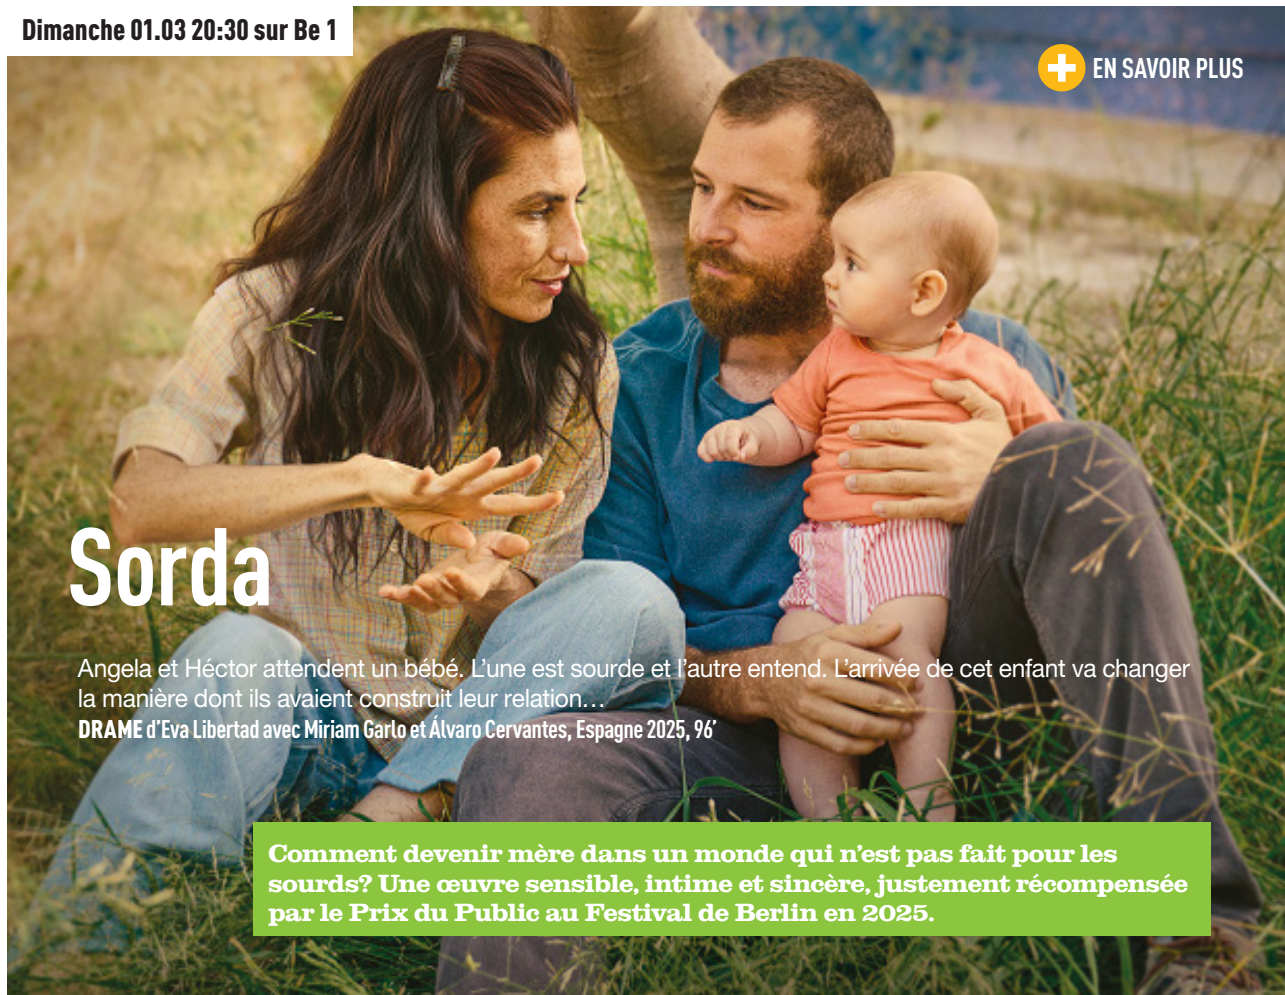 Dimanche 01.03 20:30 sur Be 1
EN SAVOIR PLUS
Sorda
Angela et Héctor attendent un bébé. L’une est sourde et l’autre entend. L’arrivée de cet enfant va changer
la manière dont ils avaient construit leur relation…
DRAME d’Eva Libertad avec Miriam Garlo et Álvaro Cervantes, Espagne 2025, 96’
Comment devenir mère dans un monde qui n’est pas fait pour les
sourds? Une œuvre sensible, intime et sincère, justement récompensée
par le Prix du Public au Festival de Berlin en 2025.